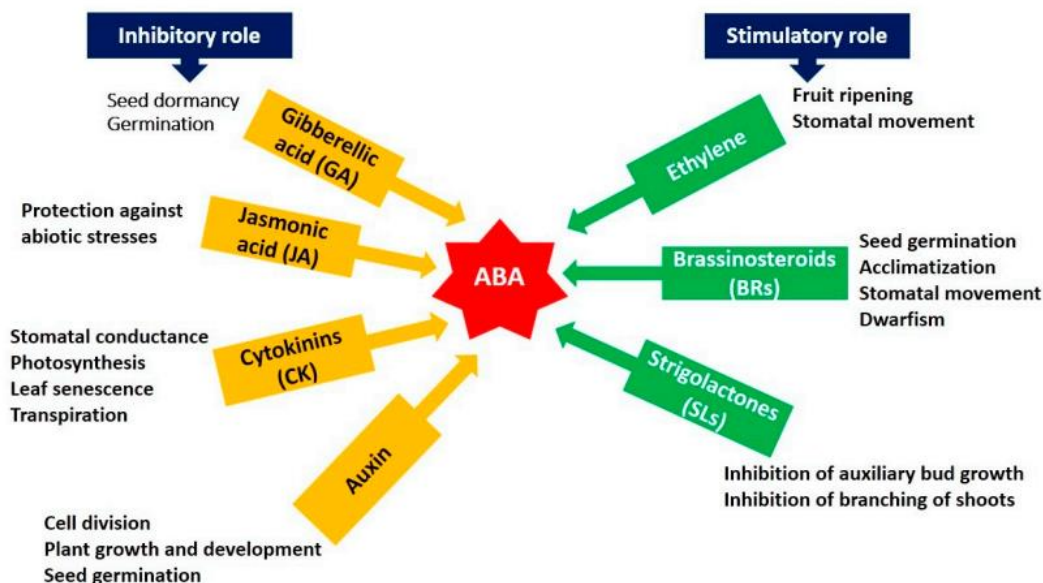 Inhibitory role
Seed dormancy
Germination
Gibberellic
acid (GA)
Protection against
abiotic stresses
Jasmonic
acid (JA)
Stomatal conductance
Photosynthesis
Leaf senescence
Transpiration
Cytokinins
(CK)
Auxin
Cell division
Plant growth and development
Seed germination
ABA
Stimulatory role
Fruit ripening
Stomatal movement
Ethylene
Brassinosteroids
(BRs)
Seed germination
Acclimatization
Stomatal movement
Dwarfism
Strigolactones
(SLs)
Inhibition of auxiliary bud growth
Inhibition of branching of shoots